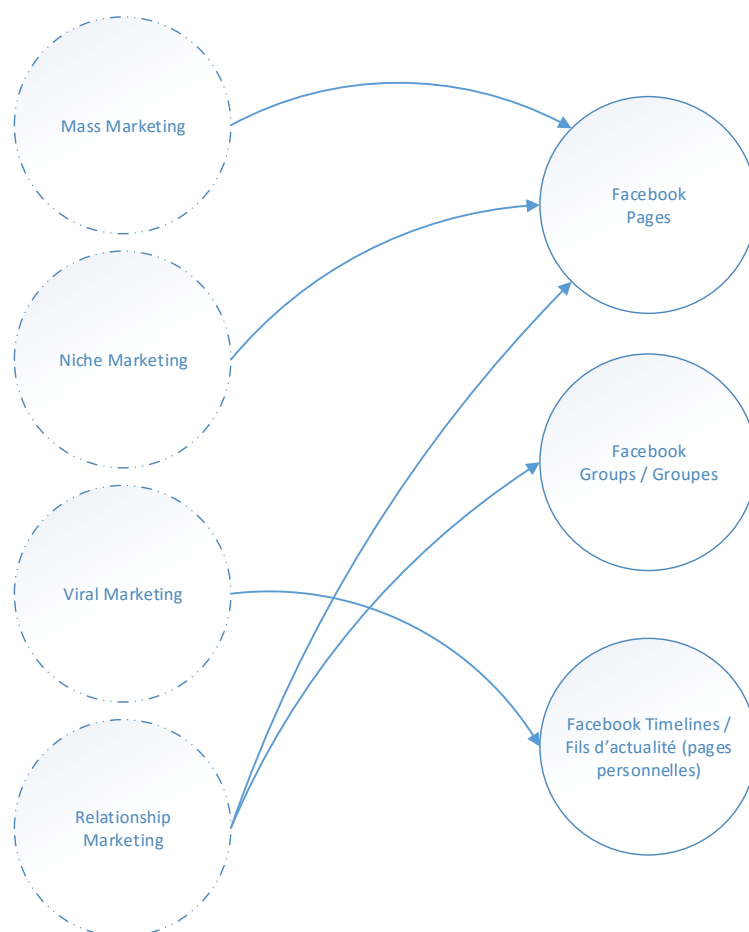 Mass Marketing
Facebook
Pages
Niche Marketing
Facebook
Groups / Groupes
Viral Marketing
Facebook Timelines /
Fils d’actualité (pages
personnelles)
Relationship
Marketing